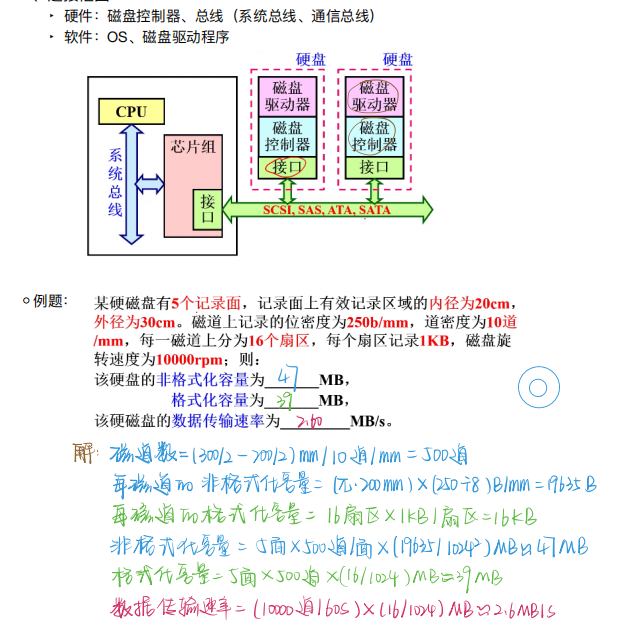 ▸ 硬件：磁盘控制器、总线（系统总线、通信总线）
▸ 软件：OS、磁盘驱动程序
硬盘 硬盘
磁盘驱动器
磁盘控制器
接口
磁盘驱动器
磁盘控制器
接口
CPU
系统总线
芯片组
接口
SCSI, SAS, ATA, SATA
例题：
某硬磁盘有5个记录面，记录面上有效记录区域的内径为20cm，
外径为30cm。磁道上记录的位密度为250b/mm，道密度为10道
/mm，每一磁道上分为16个扇区，每个扇区记录1KB，磁盘旋
转速度为10000rpm；则：
该硬盘的非格式化容量为 47 MB，
格式化容量为 39 MB，
该硬磁盘的数据传输速率为 2.60 MB/s。
解：磁道数=(300/2-200/2)mm/10道/mm=500道
每磁道的非格式化容量=(π·200mm)×(250÷8)B/mm=19635B
每磁道的格式化容量=16扇区×1KB/扇区=16KB
非格式化容量=5面×500道/面×(19635/1024²)MB≈47MB
格式化容量=5面×500道×(16/1024)MB≈39MB
数据传输速率=(10000道/60s)×(16/1024)MB≈2.6MB/s